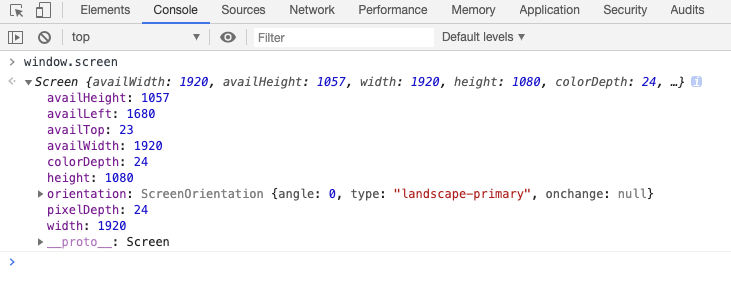 Elements Console Sources Network Performance Memory Application Security Audits
top Filter Default levels
window.screen
Screen {availWidth: 1920, availHeight: 1057, width: 1920, height: 1080, colorDepth: 24, …}
availHeight: 1057
availLeft: 1680
availTop: 23
availWidth: 1920
colorDepth: 24
height: 1080
orientation: ScreenOrientation {angle: 0, type: "landscape-primary", onchange: null}
pixelDepth: 24
width: 1920
__proto__: Screen